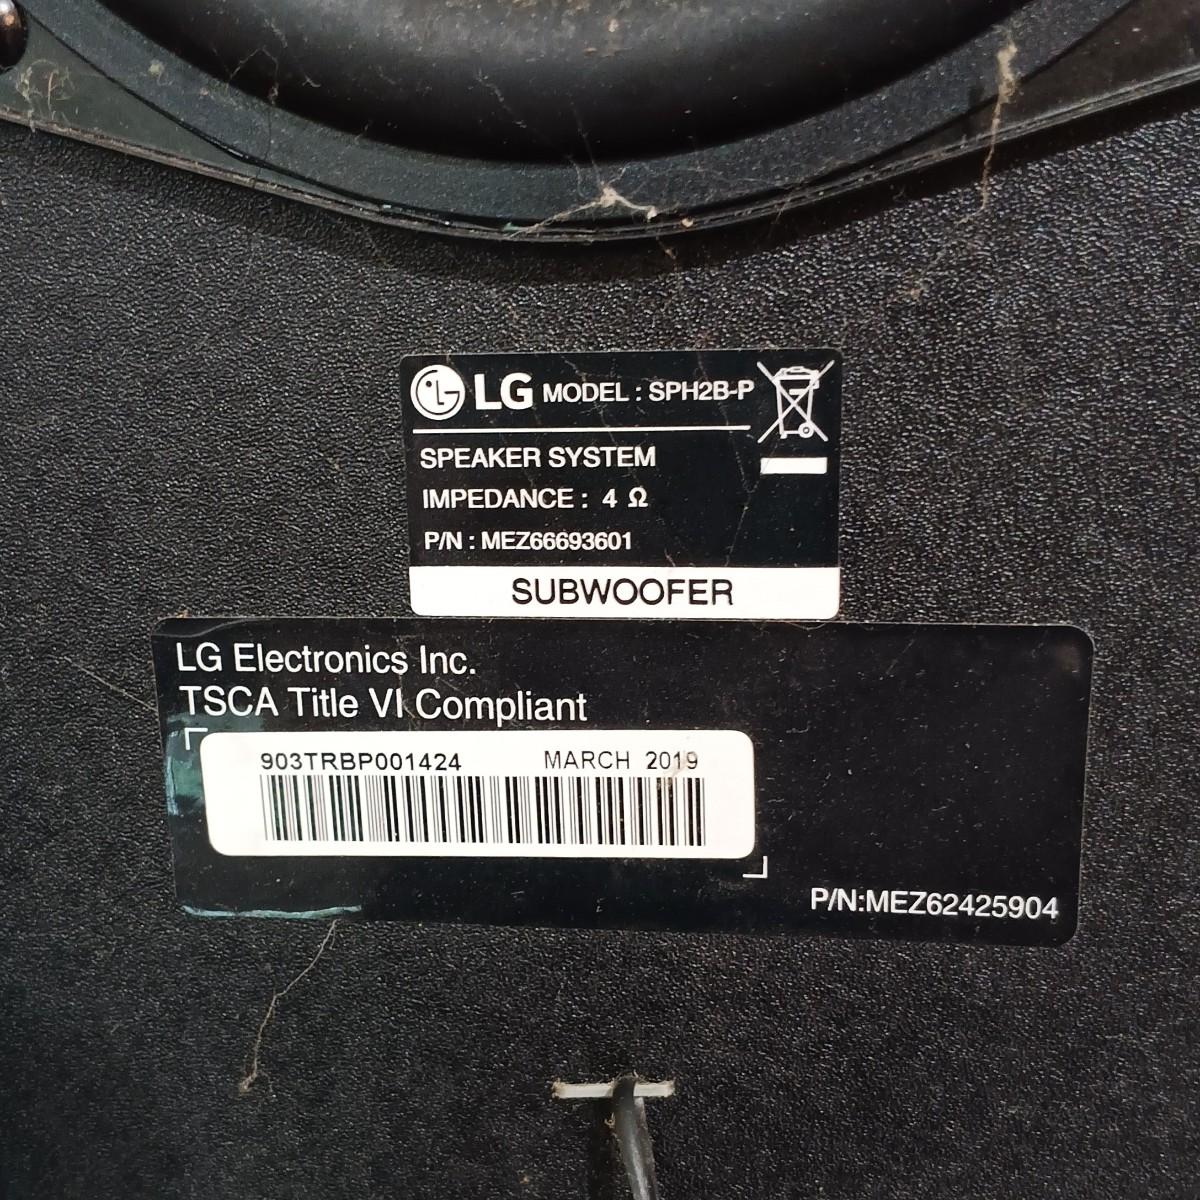 LG MODEL : SPH2B-P
SPEAKER SYSTEM
IMPEDANCE : 4 Ω
P/N : MEZ66693601
SUBWOOFER
LG Electronics Inc.
TSCA Title VI Compliant
903TRBP001424 MARCH 2019
P/N:MEZ62425904